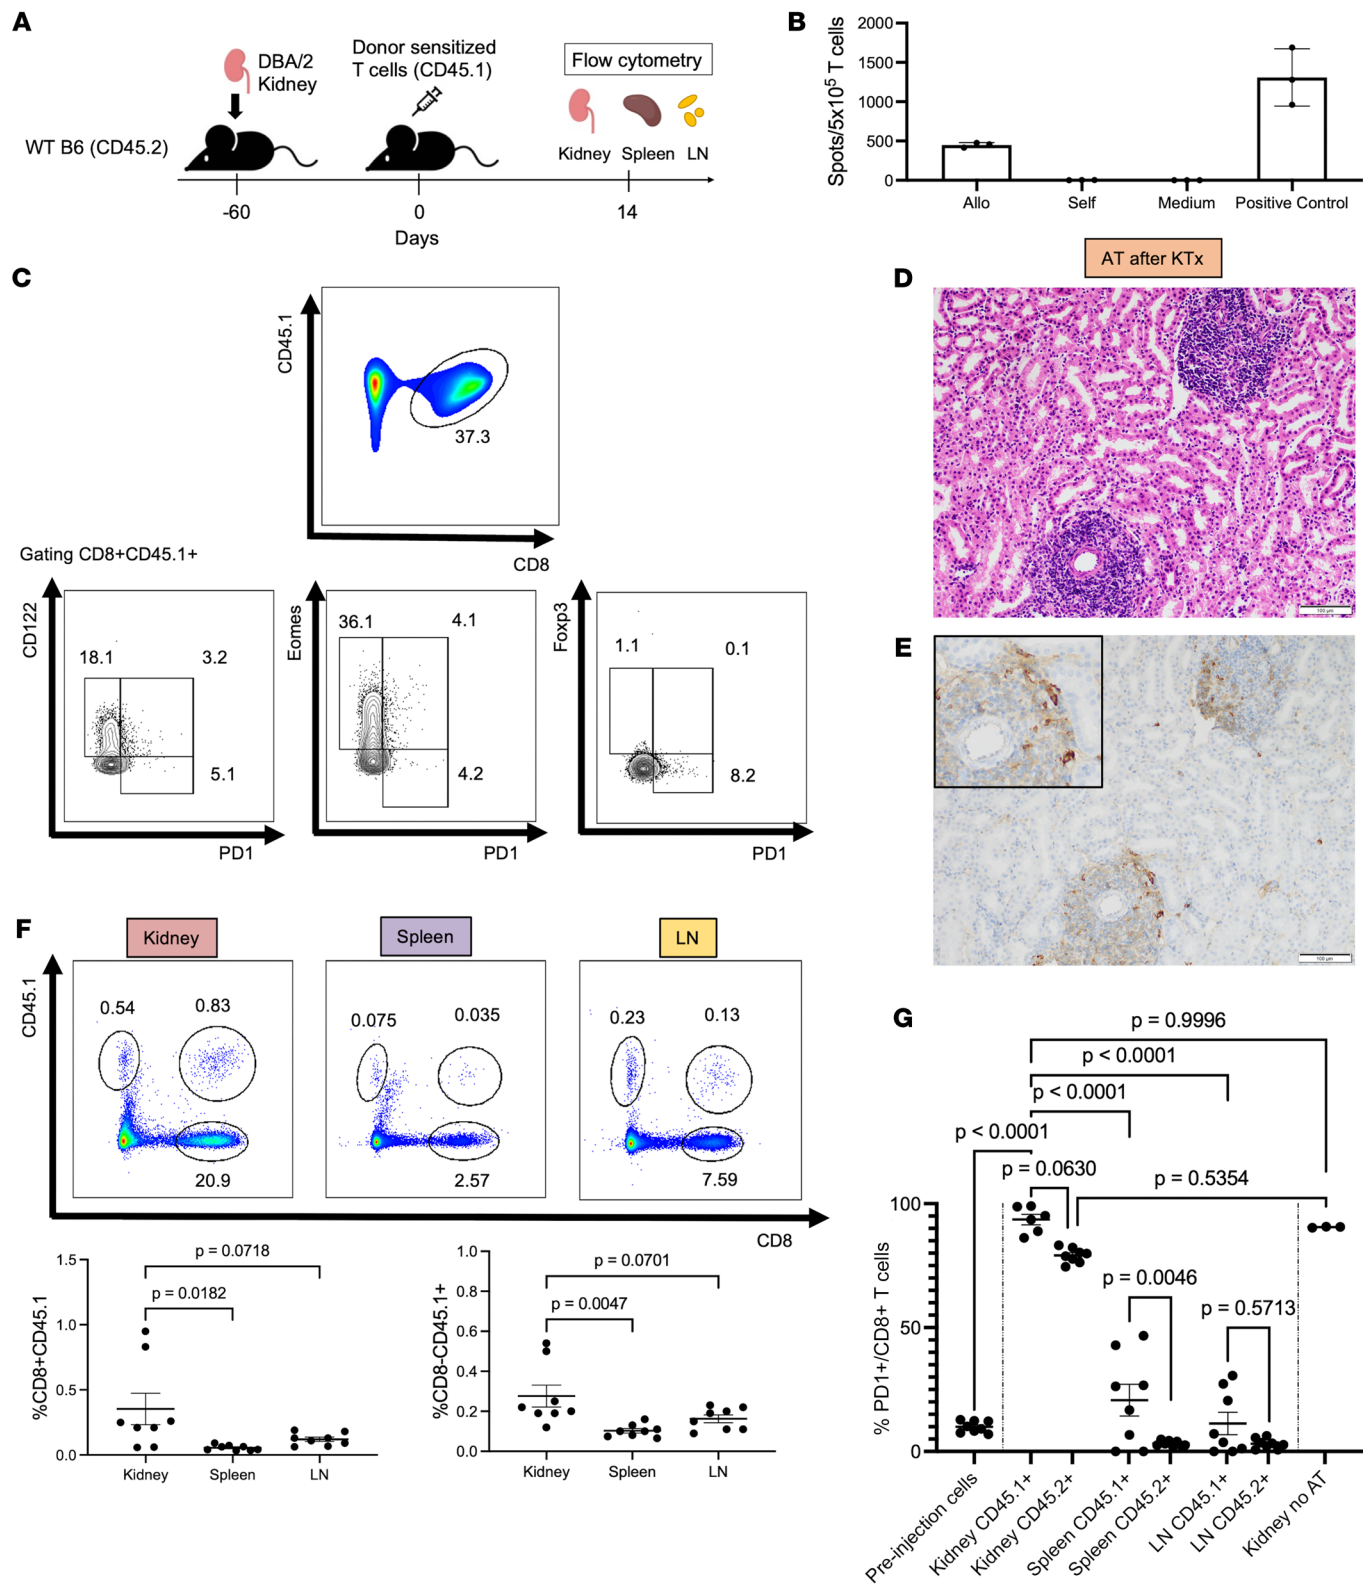 A
DBA/2
Kidney
Donor sensitized
T cells (CD45.1)
Flow cytometry
WT B6 (CD45.2)
Kidney Spleen LN
-60 0 14
Days
B
Spots/5x10⁵ T cells
2000
1500
1000
500
0
Allo Self Medium Positive Control
C
CD45.1
37.3
CD8
Gating CD8+CD45.1+
CD122
18.1 3.2
5.1
PD1
Eomes
36.1 4.1
4.2
PD1
Foxp3
1.1 0.1
8.2
PD1
AT after KTx
D
100 µm
E
100 µm
F
Kidney Spleen LN
CD45.1
0.54 0.83
20.9
0.075 0.035
2.57
0.23 0.13
7.59
CD8
%CD8+CD45.1
1.5
1.0
0.5
0.0
p = 0.0718
p = 0.0182
Kidney Spleen LN
%CD8-CD45.1+
1.0
0.8
0.6
0.4
0.2
0.0
p = 0.0701
p = 0.0047
Kidney Spleen LN
G
p = 0.9996
p < 0.0001
p < 0.0001
p < 0.0001
p = 0.0630
p = 0.5354
p = 0.0046
p = 0.5713
% PD1+/CD8+ T cells
100
50
0
Pre-injection cells
Kidney CD45.1+
Kidney CD45.2+
Spleen CD45.1+
Spleen CD45.2+
LN CD45.1+
LN CD45.2+
Kidney no AT